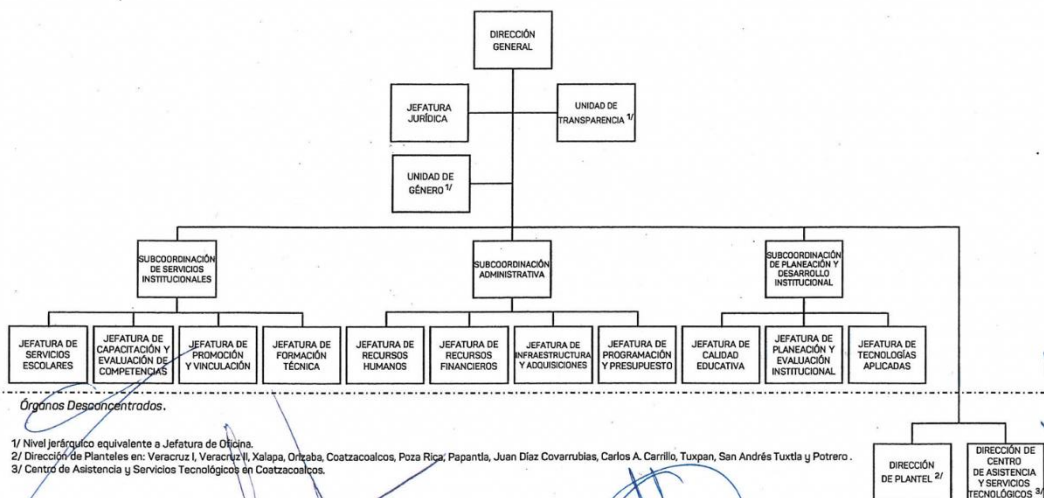 DIRECCIÓN
GENERAL
JEFATURA
JURÍDICA
UNIDAD DE
TRANSPARENCIA 1/
UNIDAD DE
GÉNERO 1/
SUBCOORDINACIÓN
DE SERVICIOS
INSTITUCIONALES
SUBCOORDINACIÓN
ADMINISTRATIVA
SUBCOORDINACIÓN
DE PLANEACIÓN Y
DESARROLLO
INSTITUCIONAL
JEFATURA DE
SERVICIOS
ESCOLARES
JEFATURA DE
CAPACITACIÓN Y
EVALUACIÓN DE
COMPETENCIAS
JEFATURA DE
PROMOCIÓN
Y VINCULACIÓN
JEFATURA DE
FORMACIÓN
TÉCNICA
JEFATURA DE
RECURSOS
HUMANOS
JEFATURA DE
RECURSOS
FINANCIEROS
JEFATURA DE
INFRAESTRUCTURA
Y ADQUISICIONES
JEFATURA DE
PROGRAMACIÓN
Y PRESUPUESTO
JEFATURA DE
CALIDAD
EDUCATIVA
JEFATURA DE
PLANEACIÓN Y
EVALUACIÓN
INSTITUCIONAL
JEFATURA DE
TECNOLOGÍAS
APLICADAS
Órganos Desconcentrados.
1/ Nivel jerárquico equivalente a Jefatura de Oficina.
2/ Dirección de Planteles en: Veracruz I, Veracruz II, Xalapa, Orizaba, Coatzacoalcos, Poza Rica, Papantla, Juan Díaz Covarrubias, Carlos A. Carrillo, Tuxpan, San Andrés Tuxtla y Potrero.
3/ Centro de Asistencia y Servicios Tecnológicos en Coatzacoalcos.
DIRECCIÓN
DE PLANTEL 2/
DIRECCIÓN DE
CENTRO
DE ASISTENCIA
Y SERVICIOS
TECNOLÓGICOS 3/